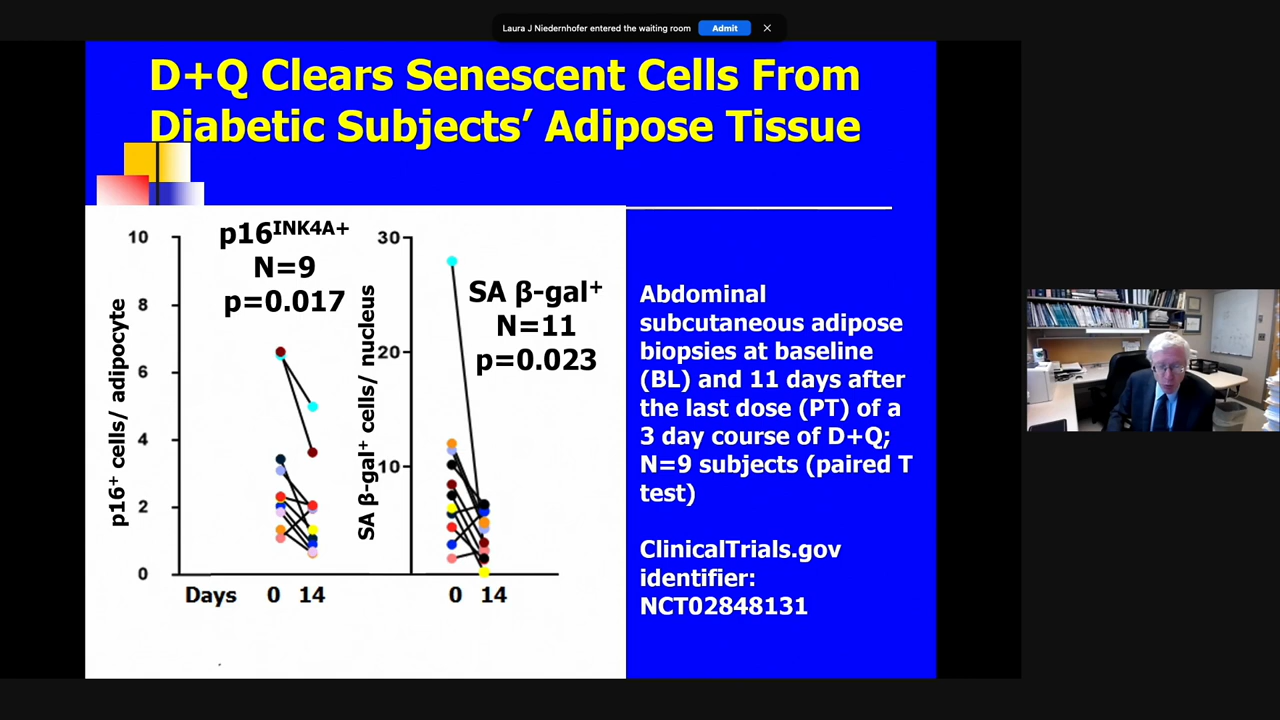 Laura J Niedernhofer entered the waiting room
Admit
D+Q Clears Senescent Cells From
Diabetic Subjects’ Adipose Tissue
p16+ cells/ adipocyte
10
8
6
4
2
0
p16INK4A+
N=9
p=0.017
Days 0 14
SA β-gal+ cells/ nucleus
30
20
10
SA β-gal+
N=11
p=0.023
0 14
Abdominal
subcutaneous adipose
biopsies at baseline
(BL) and 11 days after
the last dose (PT) of a
3 day course of D+Q;
N=9 subjects (paired T
test)
ClinicalTrials.gov
identifier:
NCT02848131